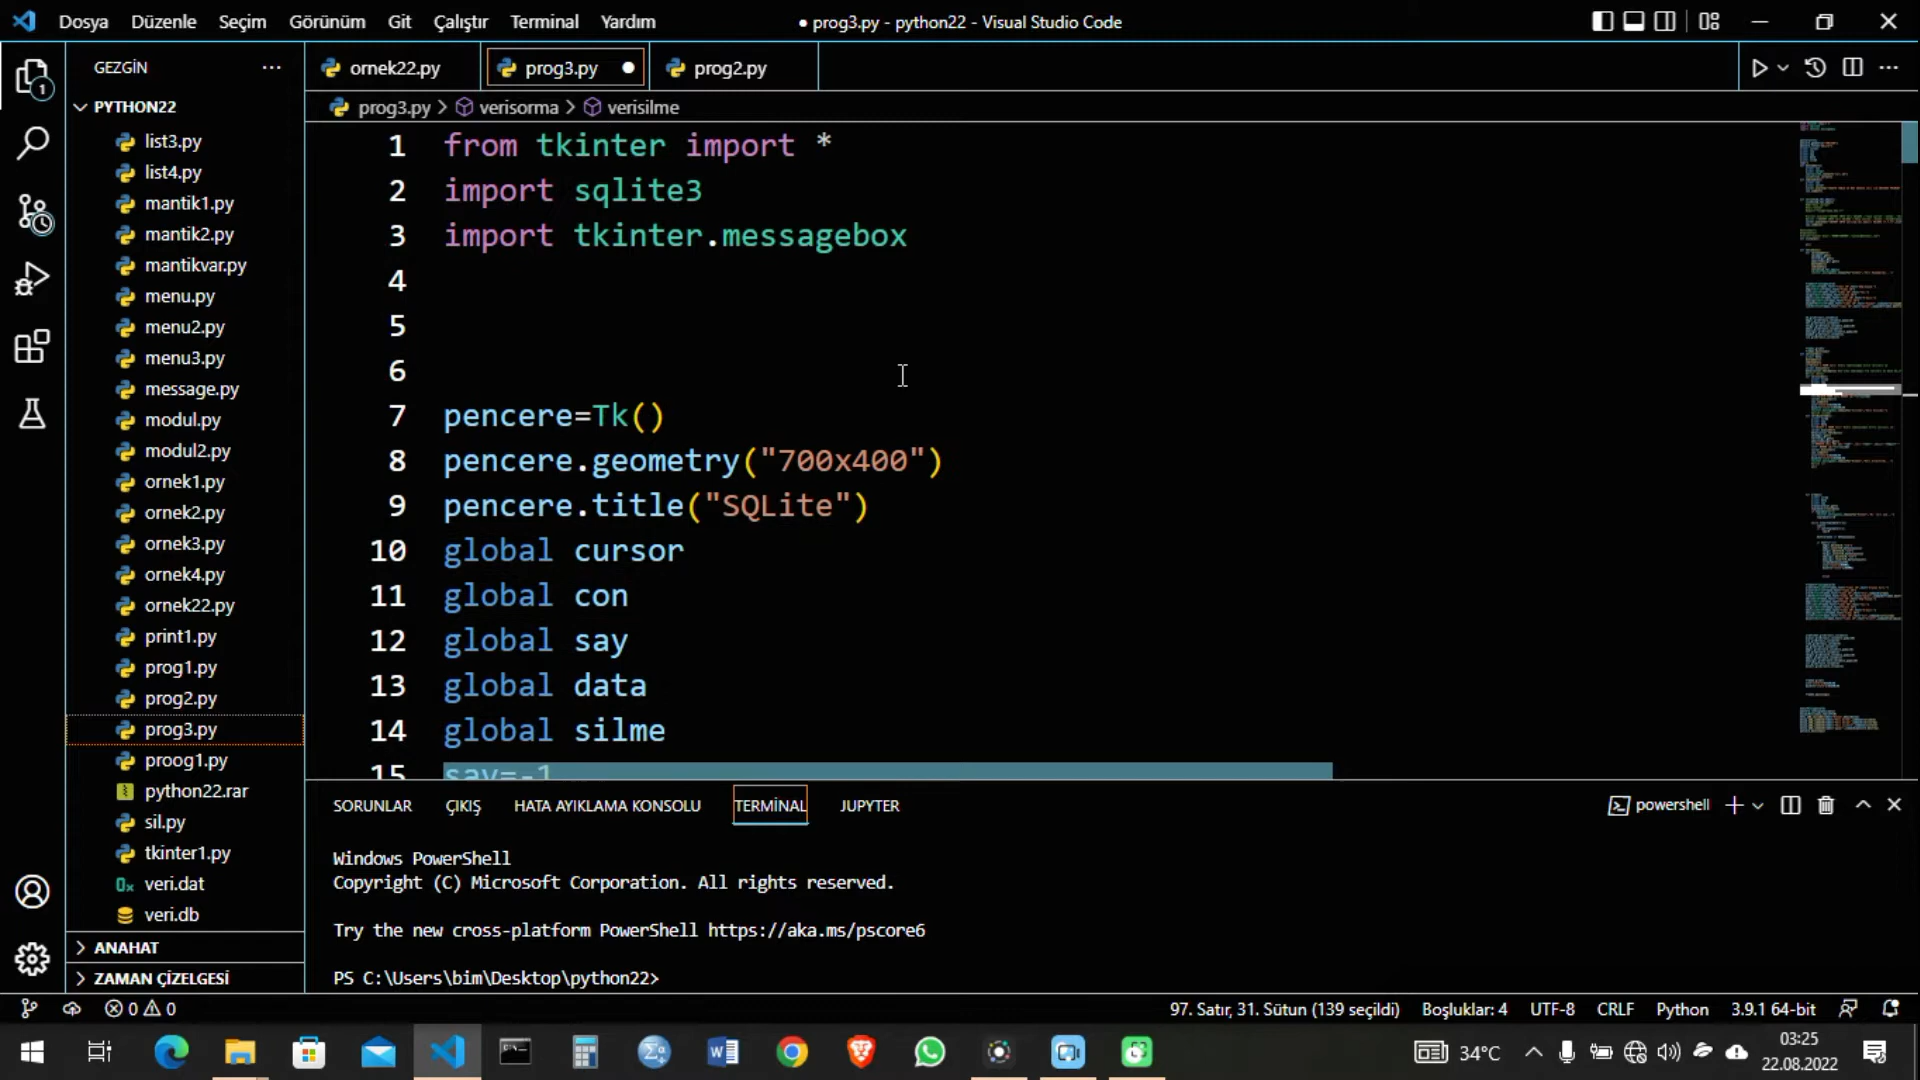 Dosya Düzenle Seçim Görünüm Git Çalıştır Terminal Yardım
● prog3.py - python22 - Visual Studio Code
GEZGİN
PYTHON22
list3.py
list4.py
mantik1.py
mantik2.py
mantikvar.py
menu.py
menu2.py
menu3.py
message.py
modul.py
modul2.py
ornek1.py
ornek2.py
ornek3.py
ornek4.py
ornek22.py
print1.py
prog1.py
prog2.py
prog3.py
proog1.py
python22.rar
sil.py
tkinter1.py
veri.dat
veri.db
ANAHAT
ZAMAN ÇİZELGESİ
ornek22.py prog3.py prog2.py
prog3.py > verisorma > verisilme
1 from tkinter import *
2 import sqlite3
3 import tkinter.messagebox
4
5
6
7 pencere=Tk()
8 pencere.geometry("700x400")
9 pencere.title("SQLite")
10 global cursor
11 global con
12 global say
13 global data
14 global silme
15 say=-1
SORUNLAR ÇIKIŞ HATA AYIKLAMA KONSOLU TERMİNAL JUPYTER
powershell
Windows PowerShell
Copyright (C) Microsoft Corporation. All rights reserved.
Try the new cross-platform PowerShell https://aka.ms/pscore6
PS C:\Users\bim\Desktop\python22>
0 0
97. Satır, 31. Sütun (139 seçildi) Boşluklar: 4 UTF-8 CRLF Python 3.9.1 64-bit
34°C
03:25
22.08.2022